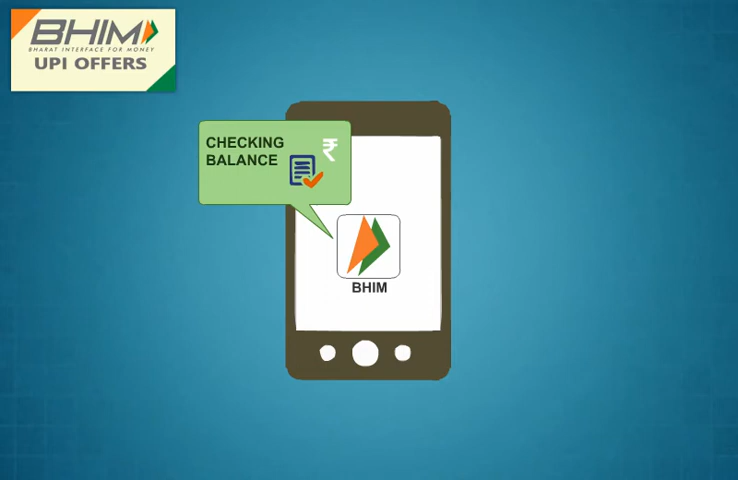 BHIM
BHARAT INTERFACE FOR MONEY
UPI OFFERS
CHECKING
BALANCE
₹
BHIM